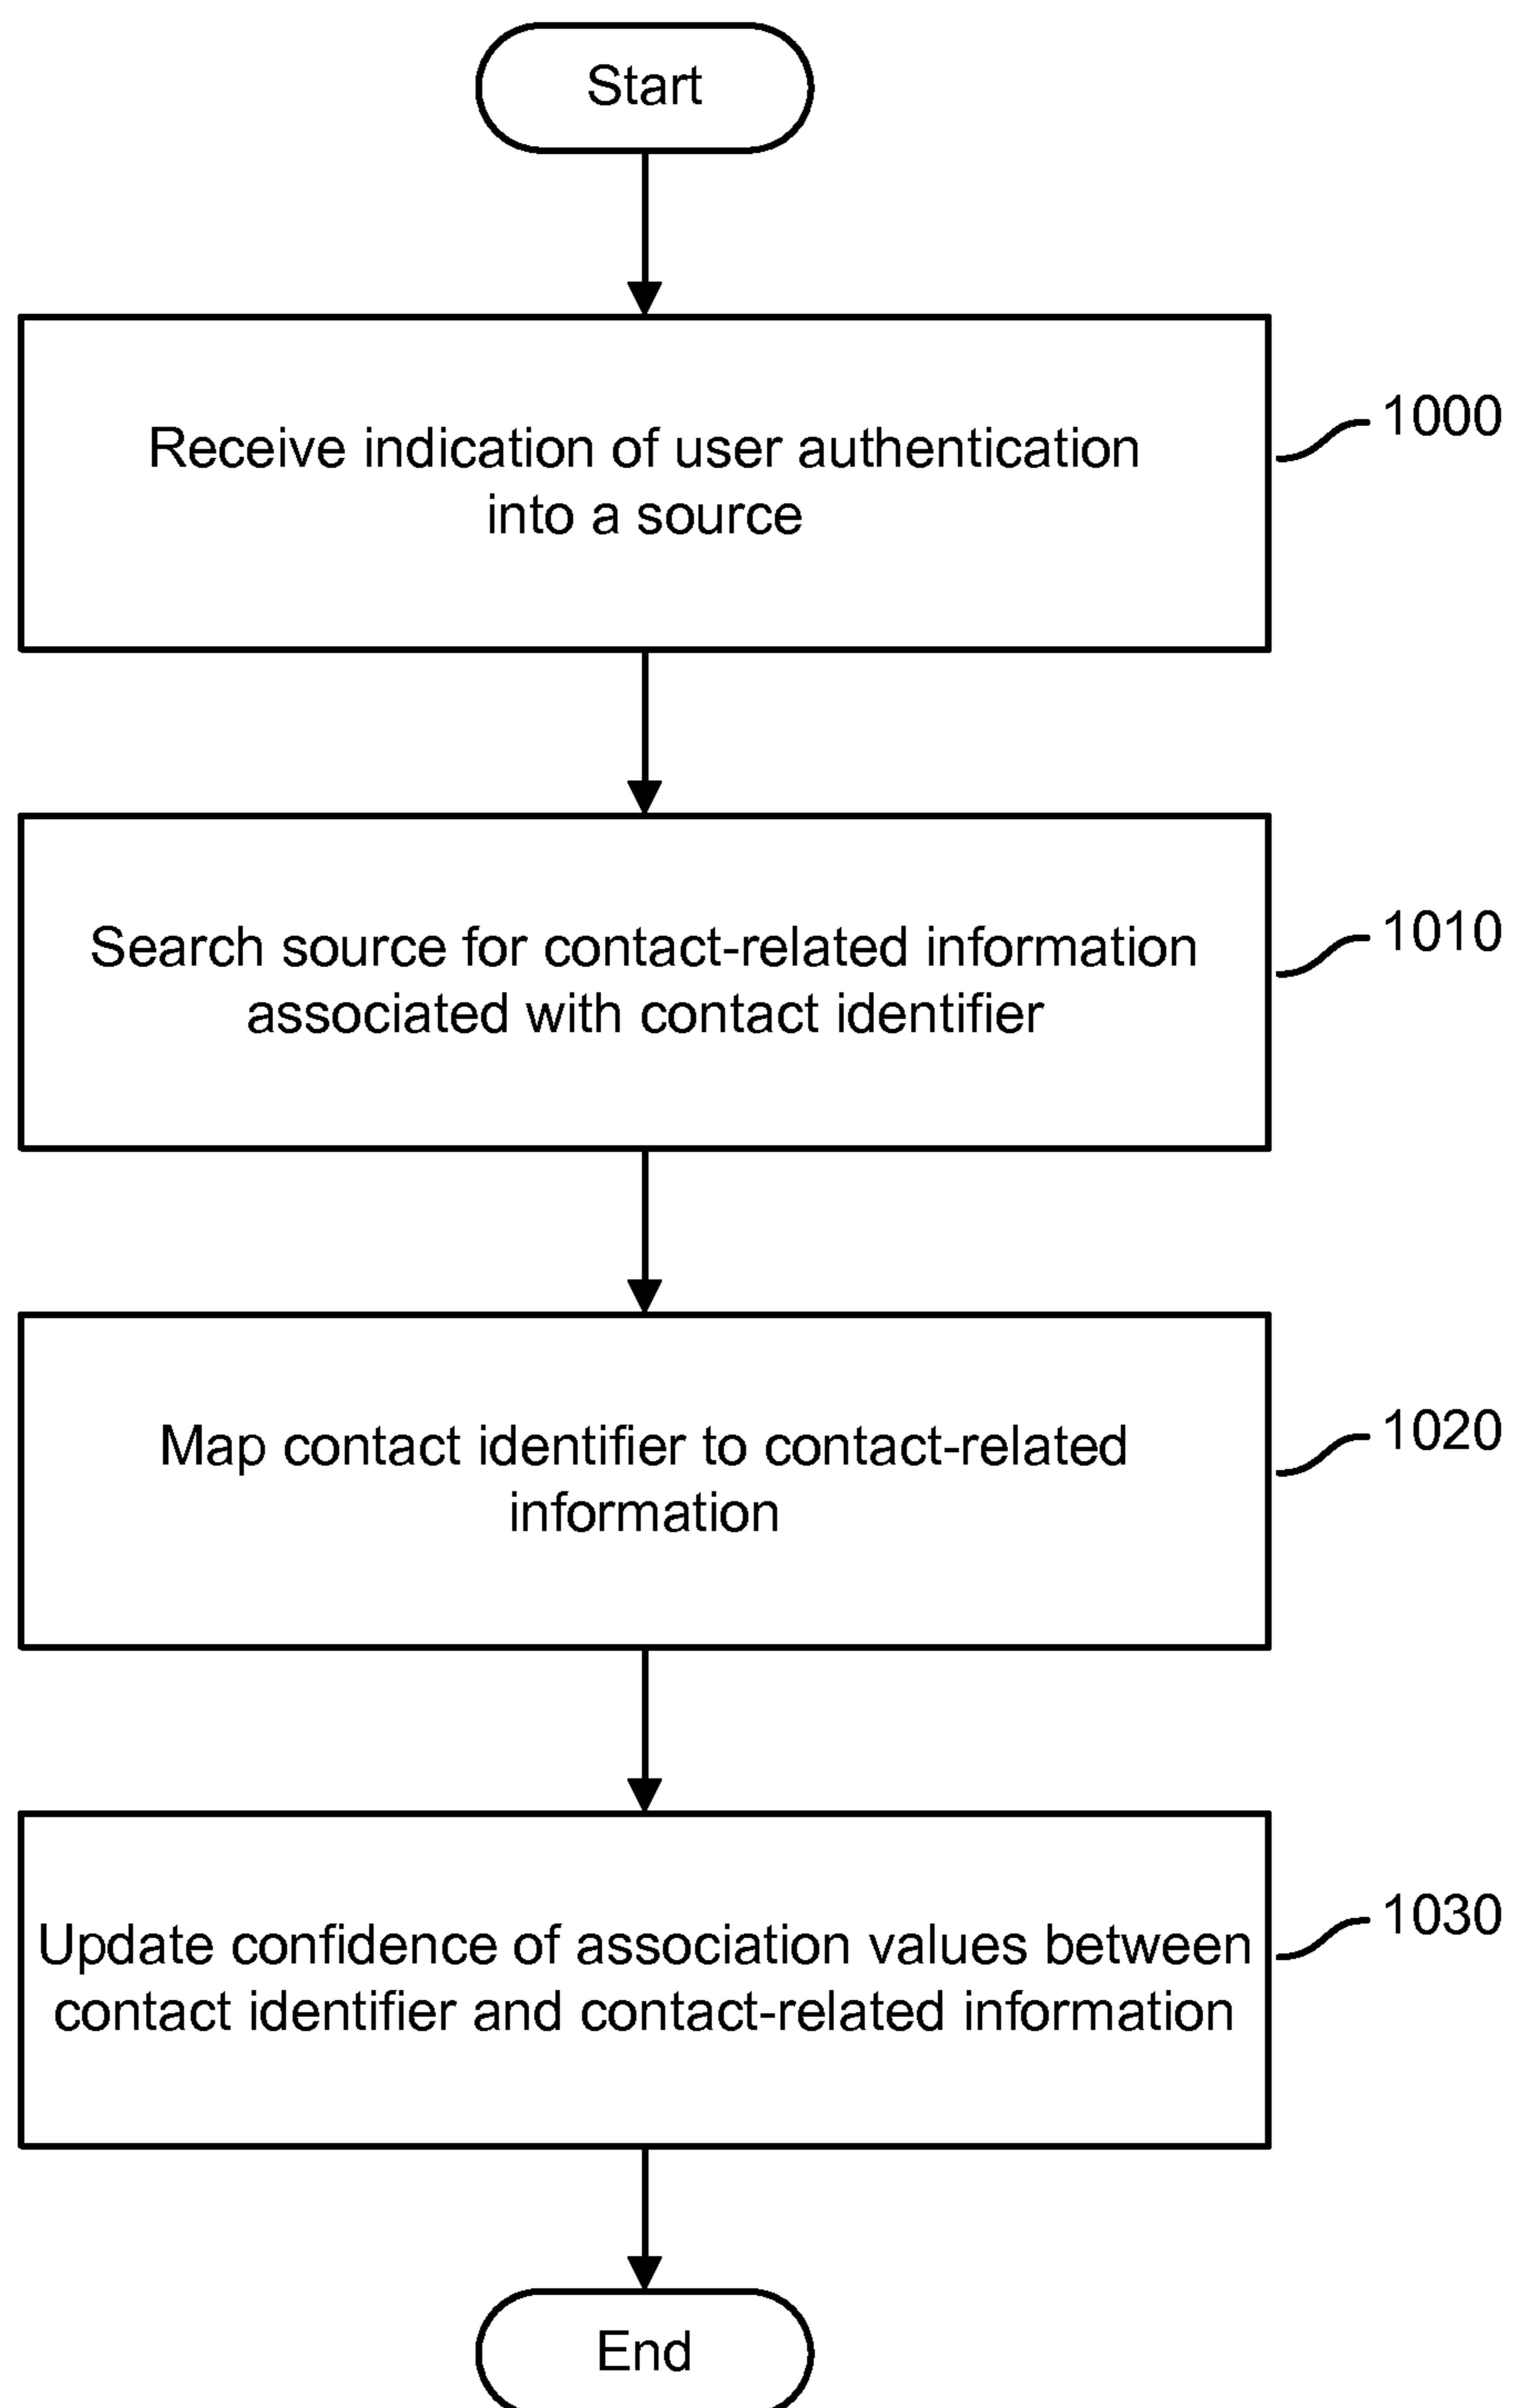 Start
Receive indication of user authentication
into a source
1000
Search source for contact-related information
associated with contact identifier
1010
Map contact identifier to contact-related
information
1020
Update confidence of association values between
contact identifier and contact-related information
1030
End